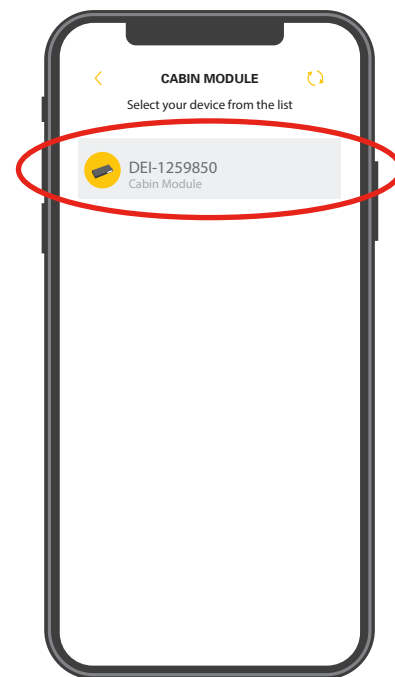 CABIN MODULE
Select your device from the list
DEI-1259850
Cabin Module